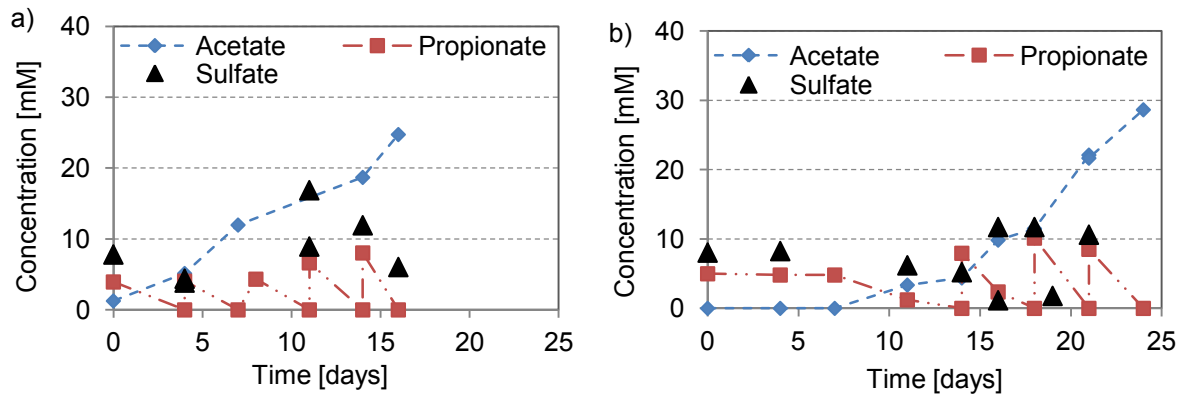 a)
Concentration [mM]
40
30
20
10
0
Acetate
Propionate
Sulfate
0 5 10 15 20 25
Time [days]
b)
Concentration [mM]
40
30
20
10
0
Acetate
Propionate
Sulfate
0 5 10 15 20 25
Time [days]